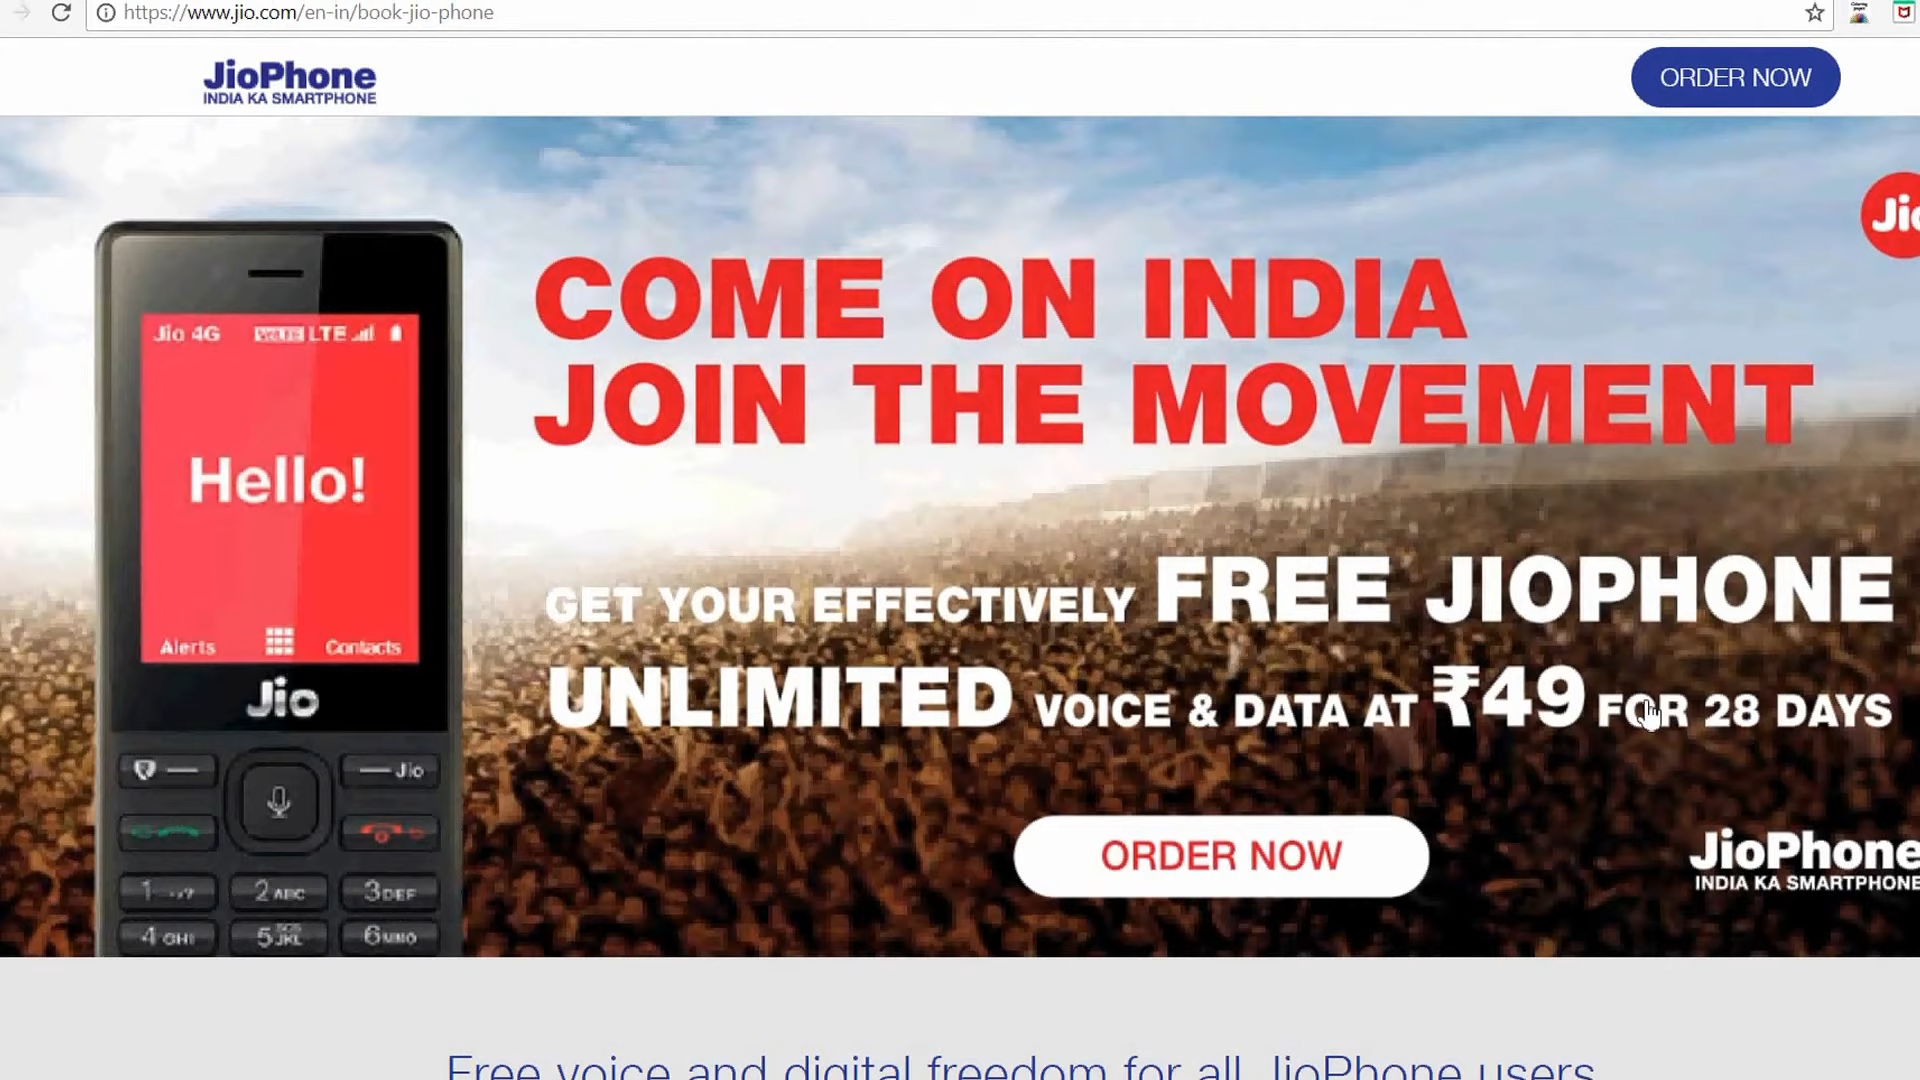 https://www.jio.com/en-in/book-jio-phone
JioPhone
INDIA KA SMARTPHONE
ORDER NOW
Jio
COME ON INDIA
JOIN THE MOVEMENT
Jio 4G VoLTE LTE
Hello!
Alerts Contacts
Jio
GET YOUR EFFECTIVELY FREE JIOPHONE
UNLIMITED VOICE & DATA AT ₹49 FOR 28 DAYS
Jio
1
2 ABC
3 DEF
4 GHI
5 JKL
6 MNO
ORDER NOW
JioPhone
INDIA KA SMARTPHONE
Free voice and digital freedom for all JioPhone users